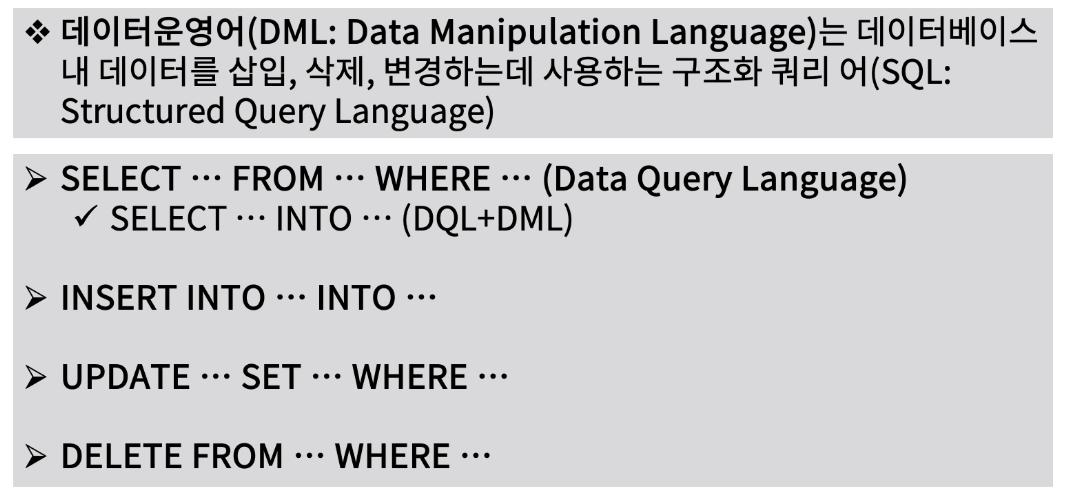 ❖ 데이터운영어(DML: Data Manipulation Language)는 데이터베이스
내 데이터를 삽입, 삭제, 변경하는데 사용하는 구조화 쿼리 어(SQL:
Structured Query Language)
➢ SELECT ⋯ FROM ⋯ WHERE ⋯ (Data Query Language)
✓ SELECT ⋯ INTO ⋯ (DQL+DML)
➢ INSERT INTO ⋯ INTO ⋯
➢ UPDATE ⋯ SET ⋯ WHERE ⋯
➢ DELETE FROM ⋯ WHERE ⋯